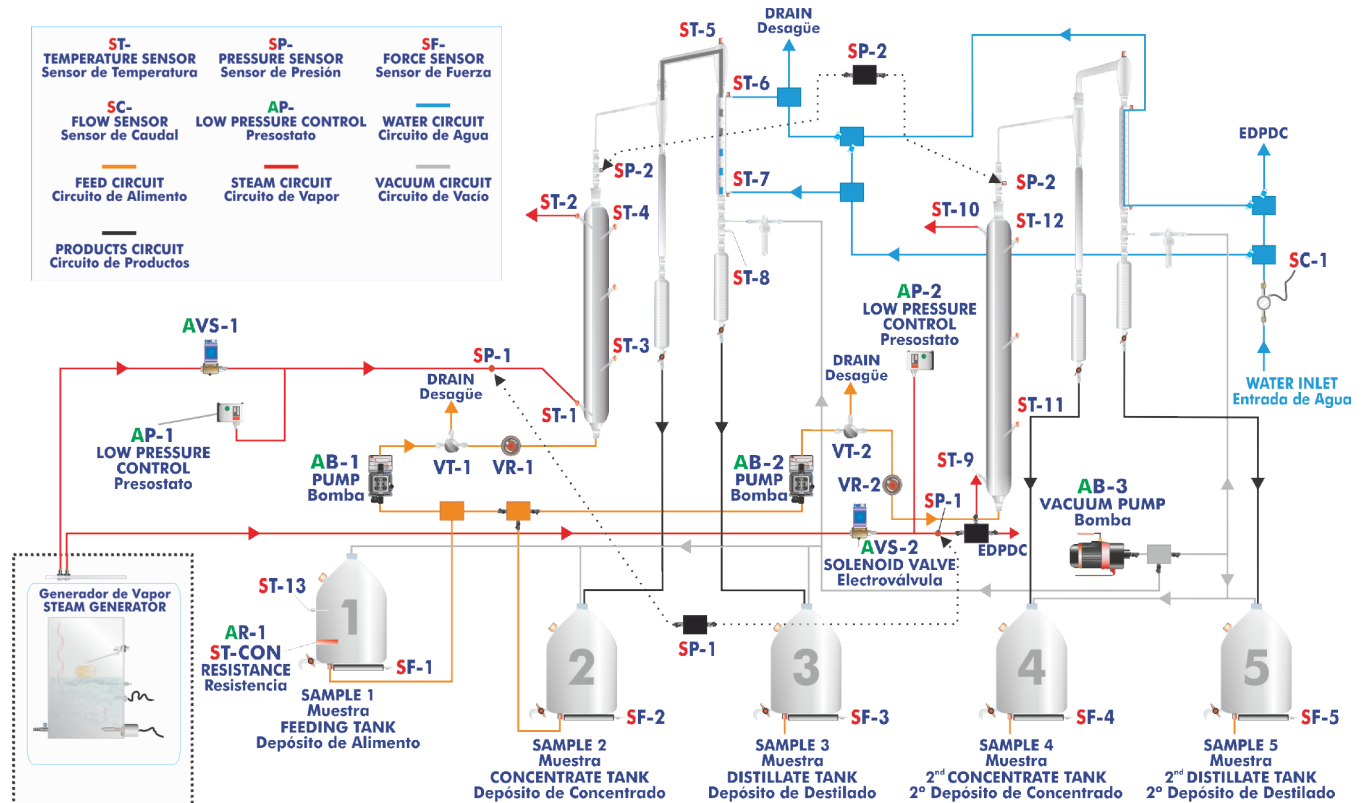 ST-
TEMPERATURE SENSOR
Sensor de Temperatura
SP-
PRESSURE SENSOR
Sensor de Presión
SF-
FORCE SENSOR
Sensor de Fuerza
SC-
FLOW SENSOR
Sensor de Caudal
AP-
LOW PRESSURE CONTROL
Presostato
WATER CIRCUIT
Circuito de Agua
FEED CIRCUIT
Circuito de Alimento
STEAM CIRCUIT
Circuito de Vapor
VACUUM CIRCUIT
Circuito de Vacío
PRODUCTS CIRCUIT
Circuito de Productos
ST-5
DRAIN
Desagüe
SP-2
ST-6
EDPDC
SP-2
SP-2
ST-7
ST-2
ST-4
ST-10
ST-12
ST-8
SC-1
AP-2
LOW PRESSURE
CONTROL
Presostato
AVS-1
SP-1
ST-3
DRAIN
Desagüe
DRAIN
Desagüe
WATER INLET
Entrada de Agua
ST-1
ST-11
AP-1
LOW PRESSURE
CONTROL
Presostato
VT-1
VR-1
VT-2
AB-1
PUMP
Bomba
AB-2
PUMP
Bomba
ST-9
VR-2
SP-1
AB-3
VACUUM PUMP
Bomba
EDPDC
AVS-2
SOLENOID VALVE
Electroválvula
Generador de Vapor
STEAM GENERATOR
ST-13
1
AR-1
ST-CON
RESISTANCE
Resistencia
SF-1
SP-1
2
3
4
5
SAMPLE 1
Muestra
FEEDING TANK
Depósito de Alimento
SF-2
SF-3
SF-4
SF-5
SAMPLE 2
Muestra
CONCENTRATE TANK
Depósito de Concentrado
SAMPLE 3
Muestra
DISTILLATE TANK
Depósito de Destilado
SAMPLE 4
Muestra
2nd CONCENTRATE TANK
2º Depósito de Concentrado
SAMPLE 5
Muestra
2nd DISTILLATE TANK
2º Depósito de Destilado